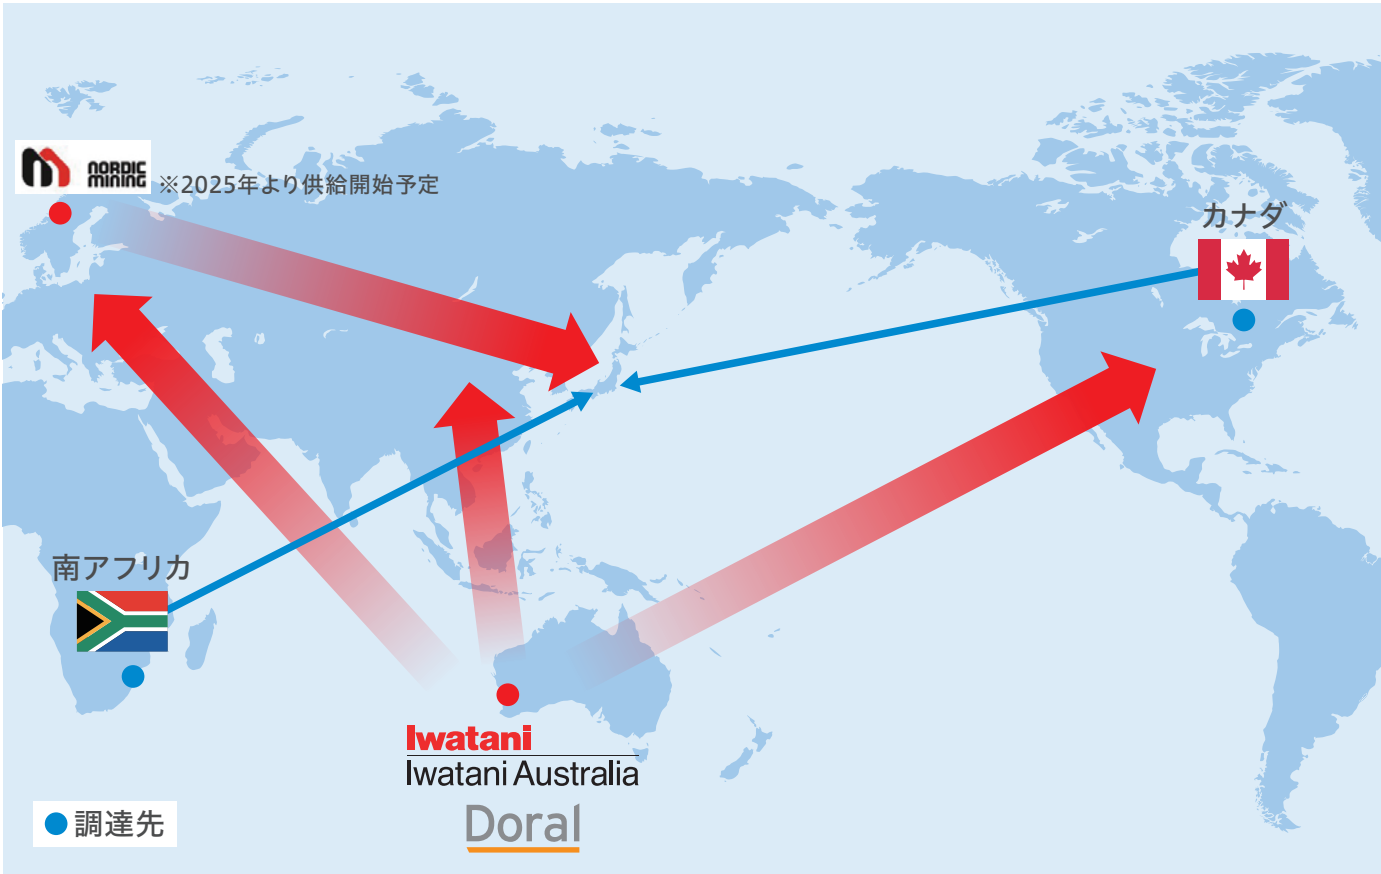 NORDIC
MINING
※2025年より供給開始予定
カナダ
南アフリカ
Iwatani
Iwatani Australia
Doral
調達先